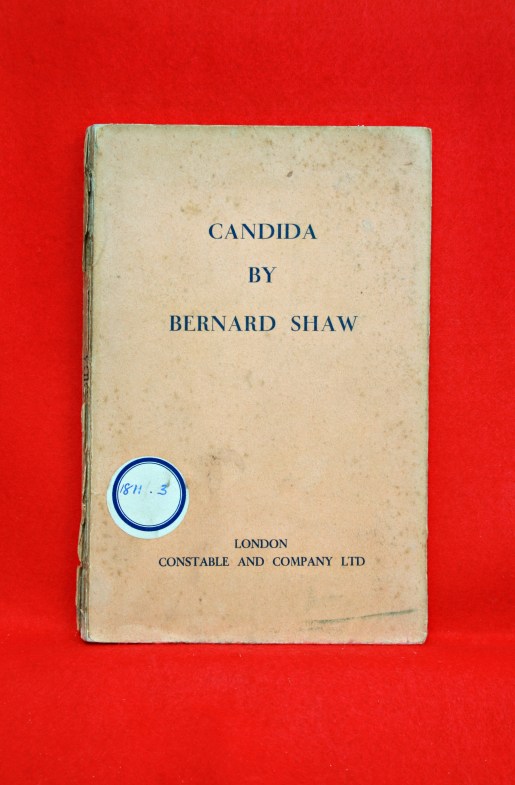 CANDIDA
BY
BERNARD SHAW
LONDON
CONSTABLE AND COMPANY LTD